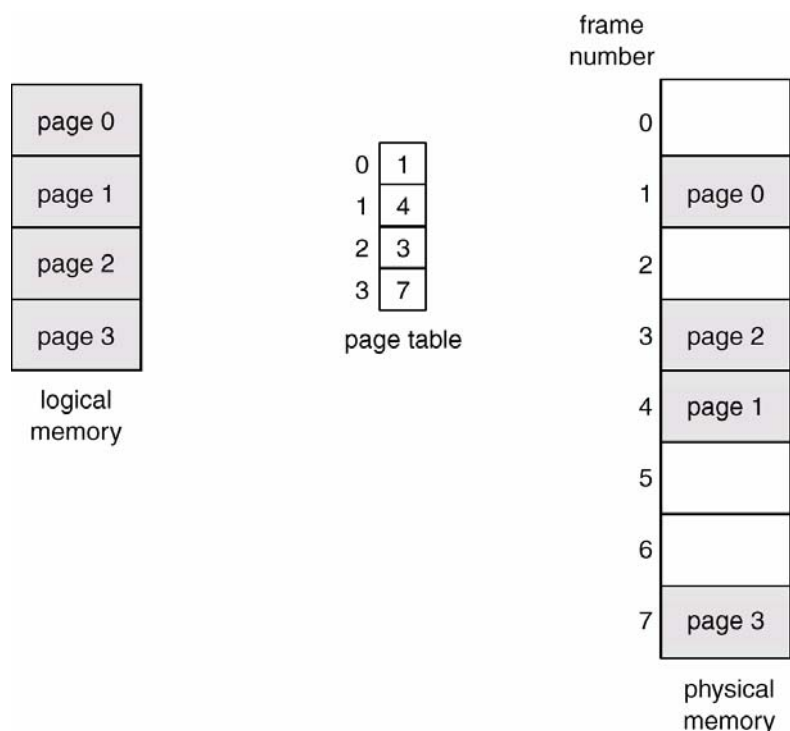 page 0
page 1
page 2
page 3
logical
memory
0 1
1 4
2 3
3 7
page table
frame
number
0
1 page 0
2
3 page 2
4 page 1
5
6
7 page 3
physical
memory